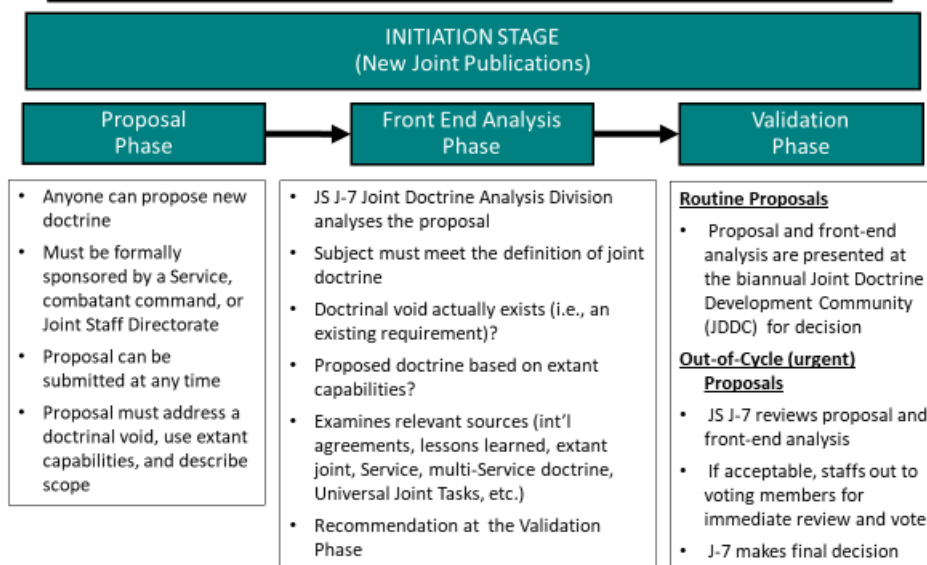 INITIATION STAGE
(New Joint Publications)
Proposal
Phase
Front End Analysis
Phase
Validation
Phase
• Anyone can propose new
doctrine
• Must be formally
sponsored by a Service,
combatant command, or
Joint Staff Directorate
• Proposal can be
submitted at any time
• Proposal must address a
doctrinal void, use extant
capabilities, and describe
scope
• JS J-7 Joint Doctrine Analysis Division
analyses the proposal
• Subject must meet the definition of joint
doctrine
• Doctrinal void actually exists (i.e., an
existing requirement)?
• Proposed doctrine based on extant
capabilities?
• Examines relevant sources (int'l
agreements, lessons learned, extant
joint, Service, multi-Service doctrine,
Universal Joint Tasks, etc.)
• Recommendation at the Validation
Phase
Routine Proposals
• Proposal and front-end
analysis are presented at
the biannual Joint Doctrine
Development Community
(JDDC) for decision
Out-of-Cycle (urgent)
Proposals
• JS J-7 reviews proposal and
front-end analysis
• If acceptable, staffs out to
voting members for
immediate review and vote
• J-7 makes final decision